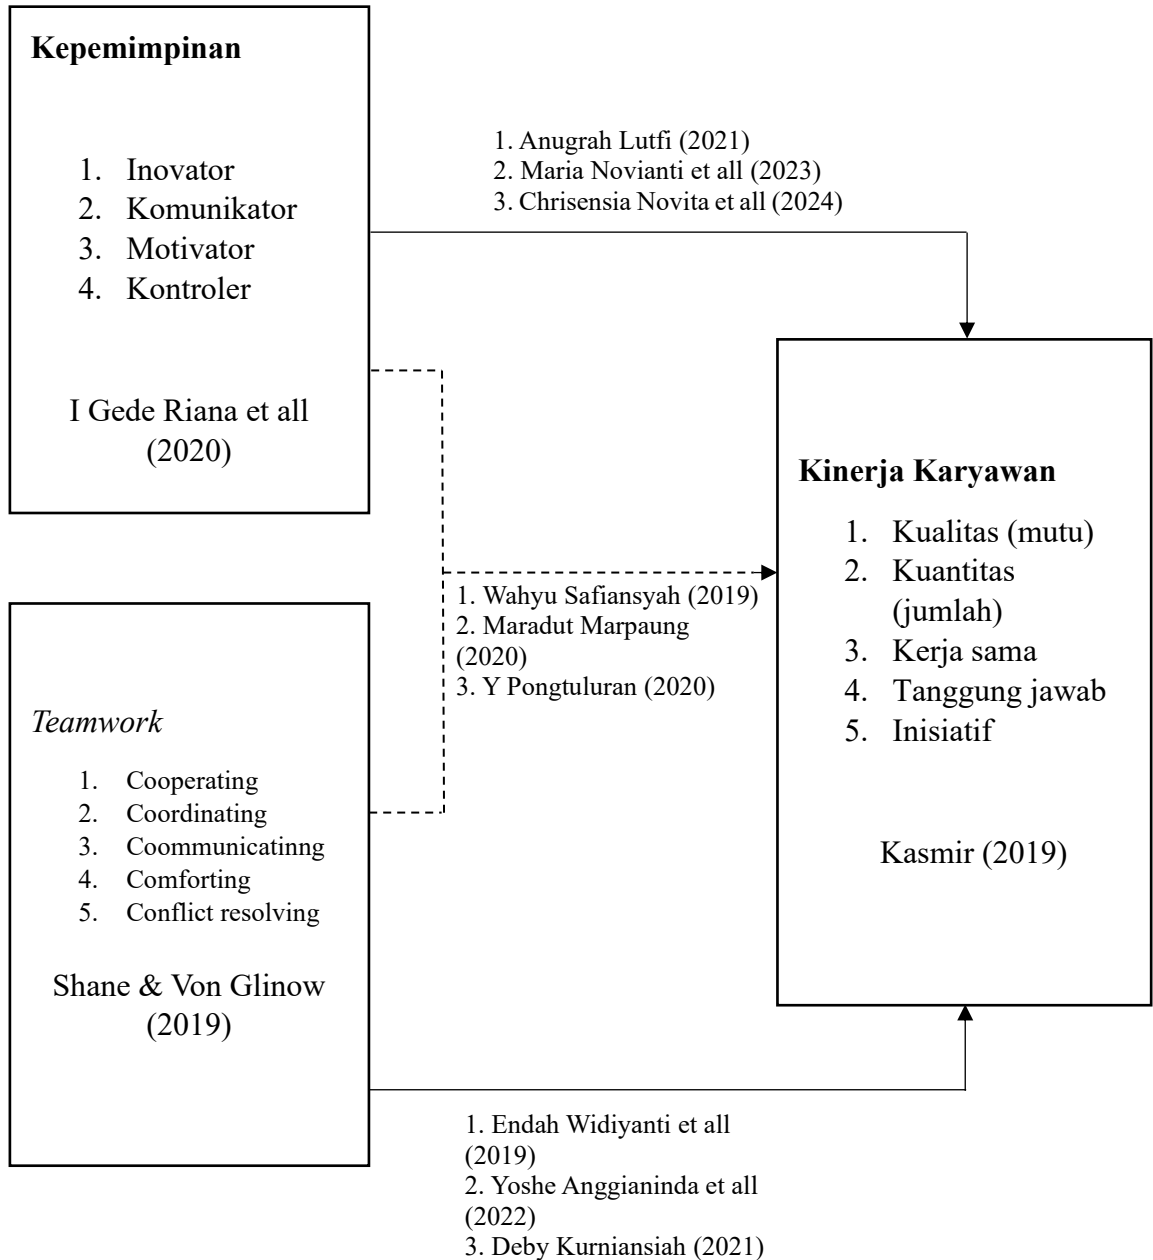 Kepemimpinan
1. Inovator
2. Komunikator
3. Motivator
4. Kontroler
I Gede Riana et all
(2020)
1. Anugrah Lutfi (2021)
2. Maria Novianti et all (2023)
3. Chrisensia Novita et all (2024)
1. Wahyu Safiansyah (2019)
2. Maradut Marpaung
(2020)
3. Y Pongtuluran (2020)
Kinerja Karyawan
1. Kualitas (mutu)
2. Kuantitas
(jumlah)
3. Kerja sama
4. Tanggung jawab
5. Inisiatif
Kasmir (2019)
Teamwork
1. Cooperating
2. Coordinating
3. Coommunicatinng
4. Comforting
5. Conflict resolving
Shane & Von Glinow
(2019)
1. Endah Widiyanti et all
(2019)
2. Yoshe Anggianinda et all
(2022)
3. Deby Kurniansiah (2021)